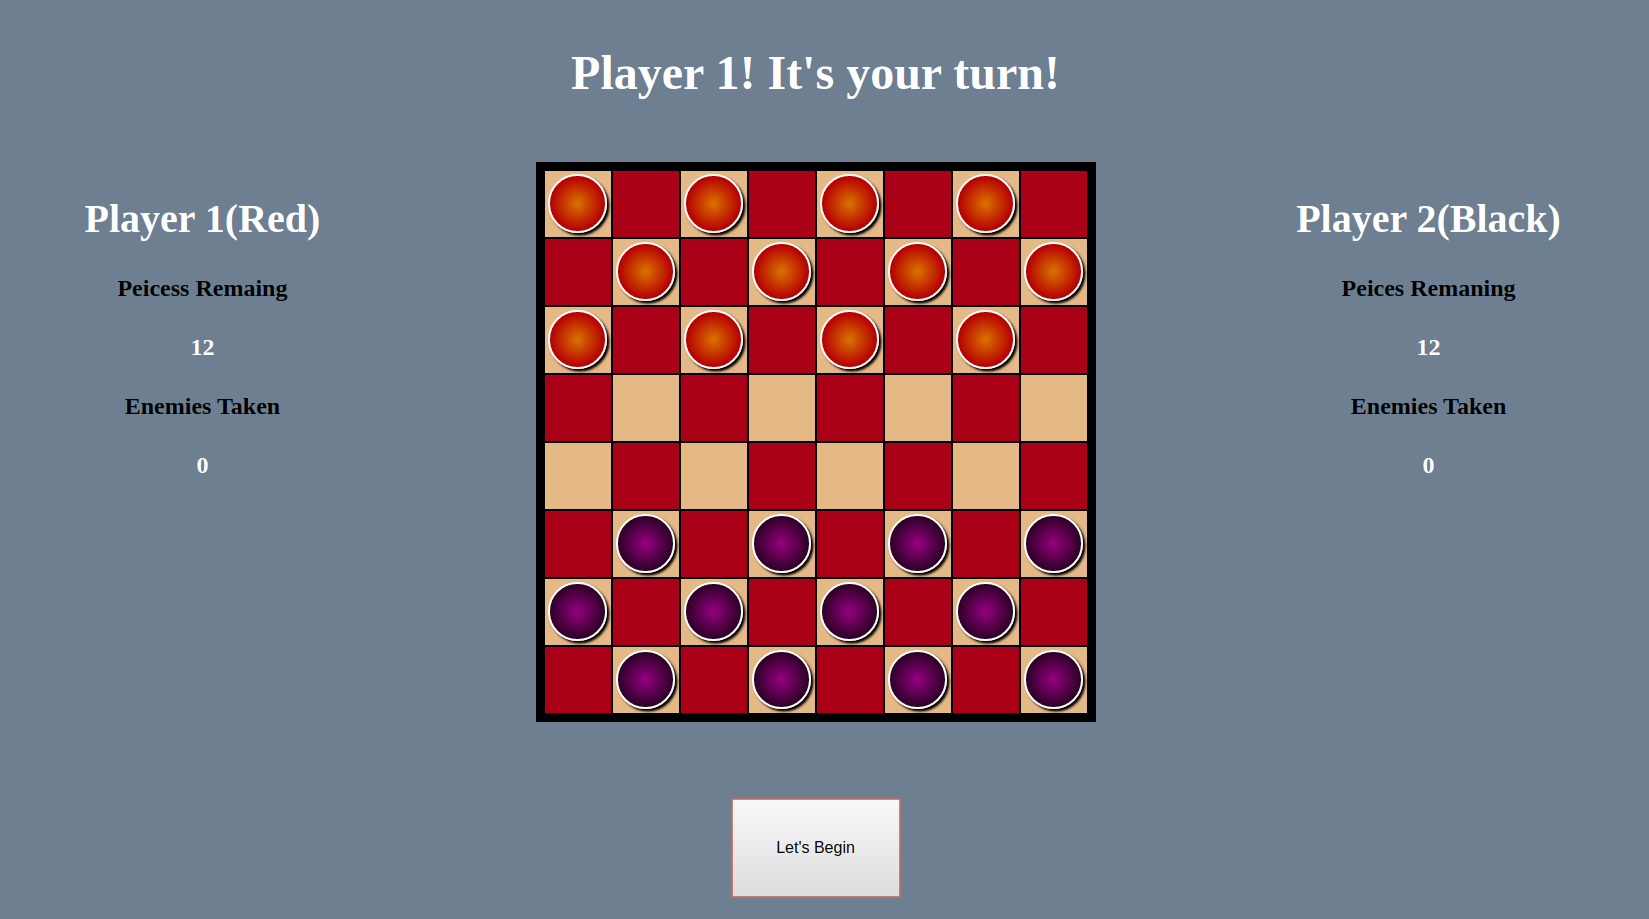 Player 1! It's your turn!
Player 1(Red)
Peicess Remaing
12
Enemies Taken
0
Player 2(Black)
Peices Remaning
12
Enemies Taken
0
Let's Begin